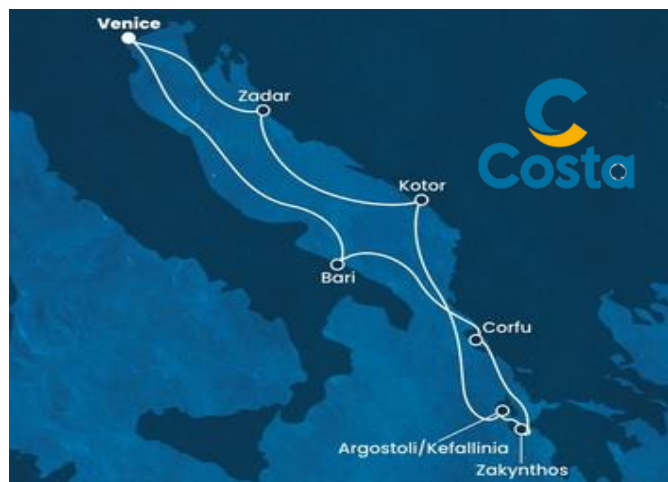 Venice
Zadar
Costa
Kotor
Bari
Corfu
Argostoli/Kefallinia
Zakynthos